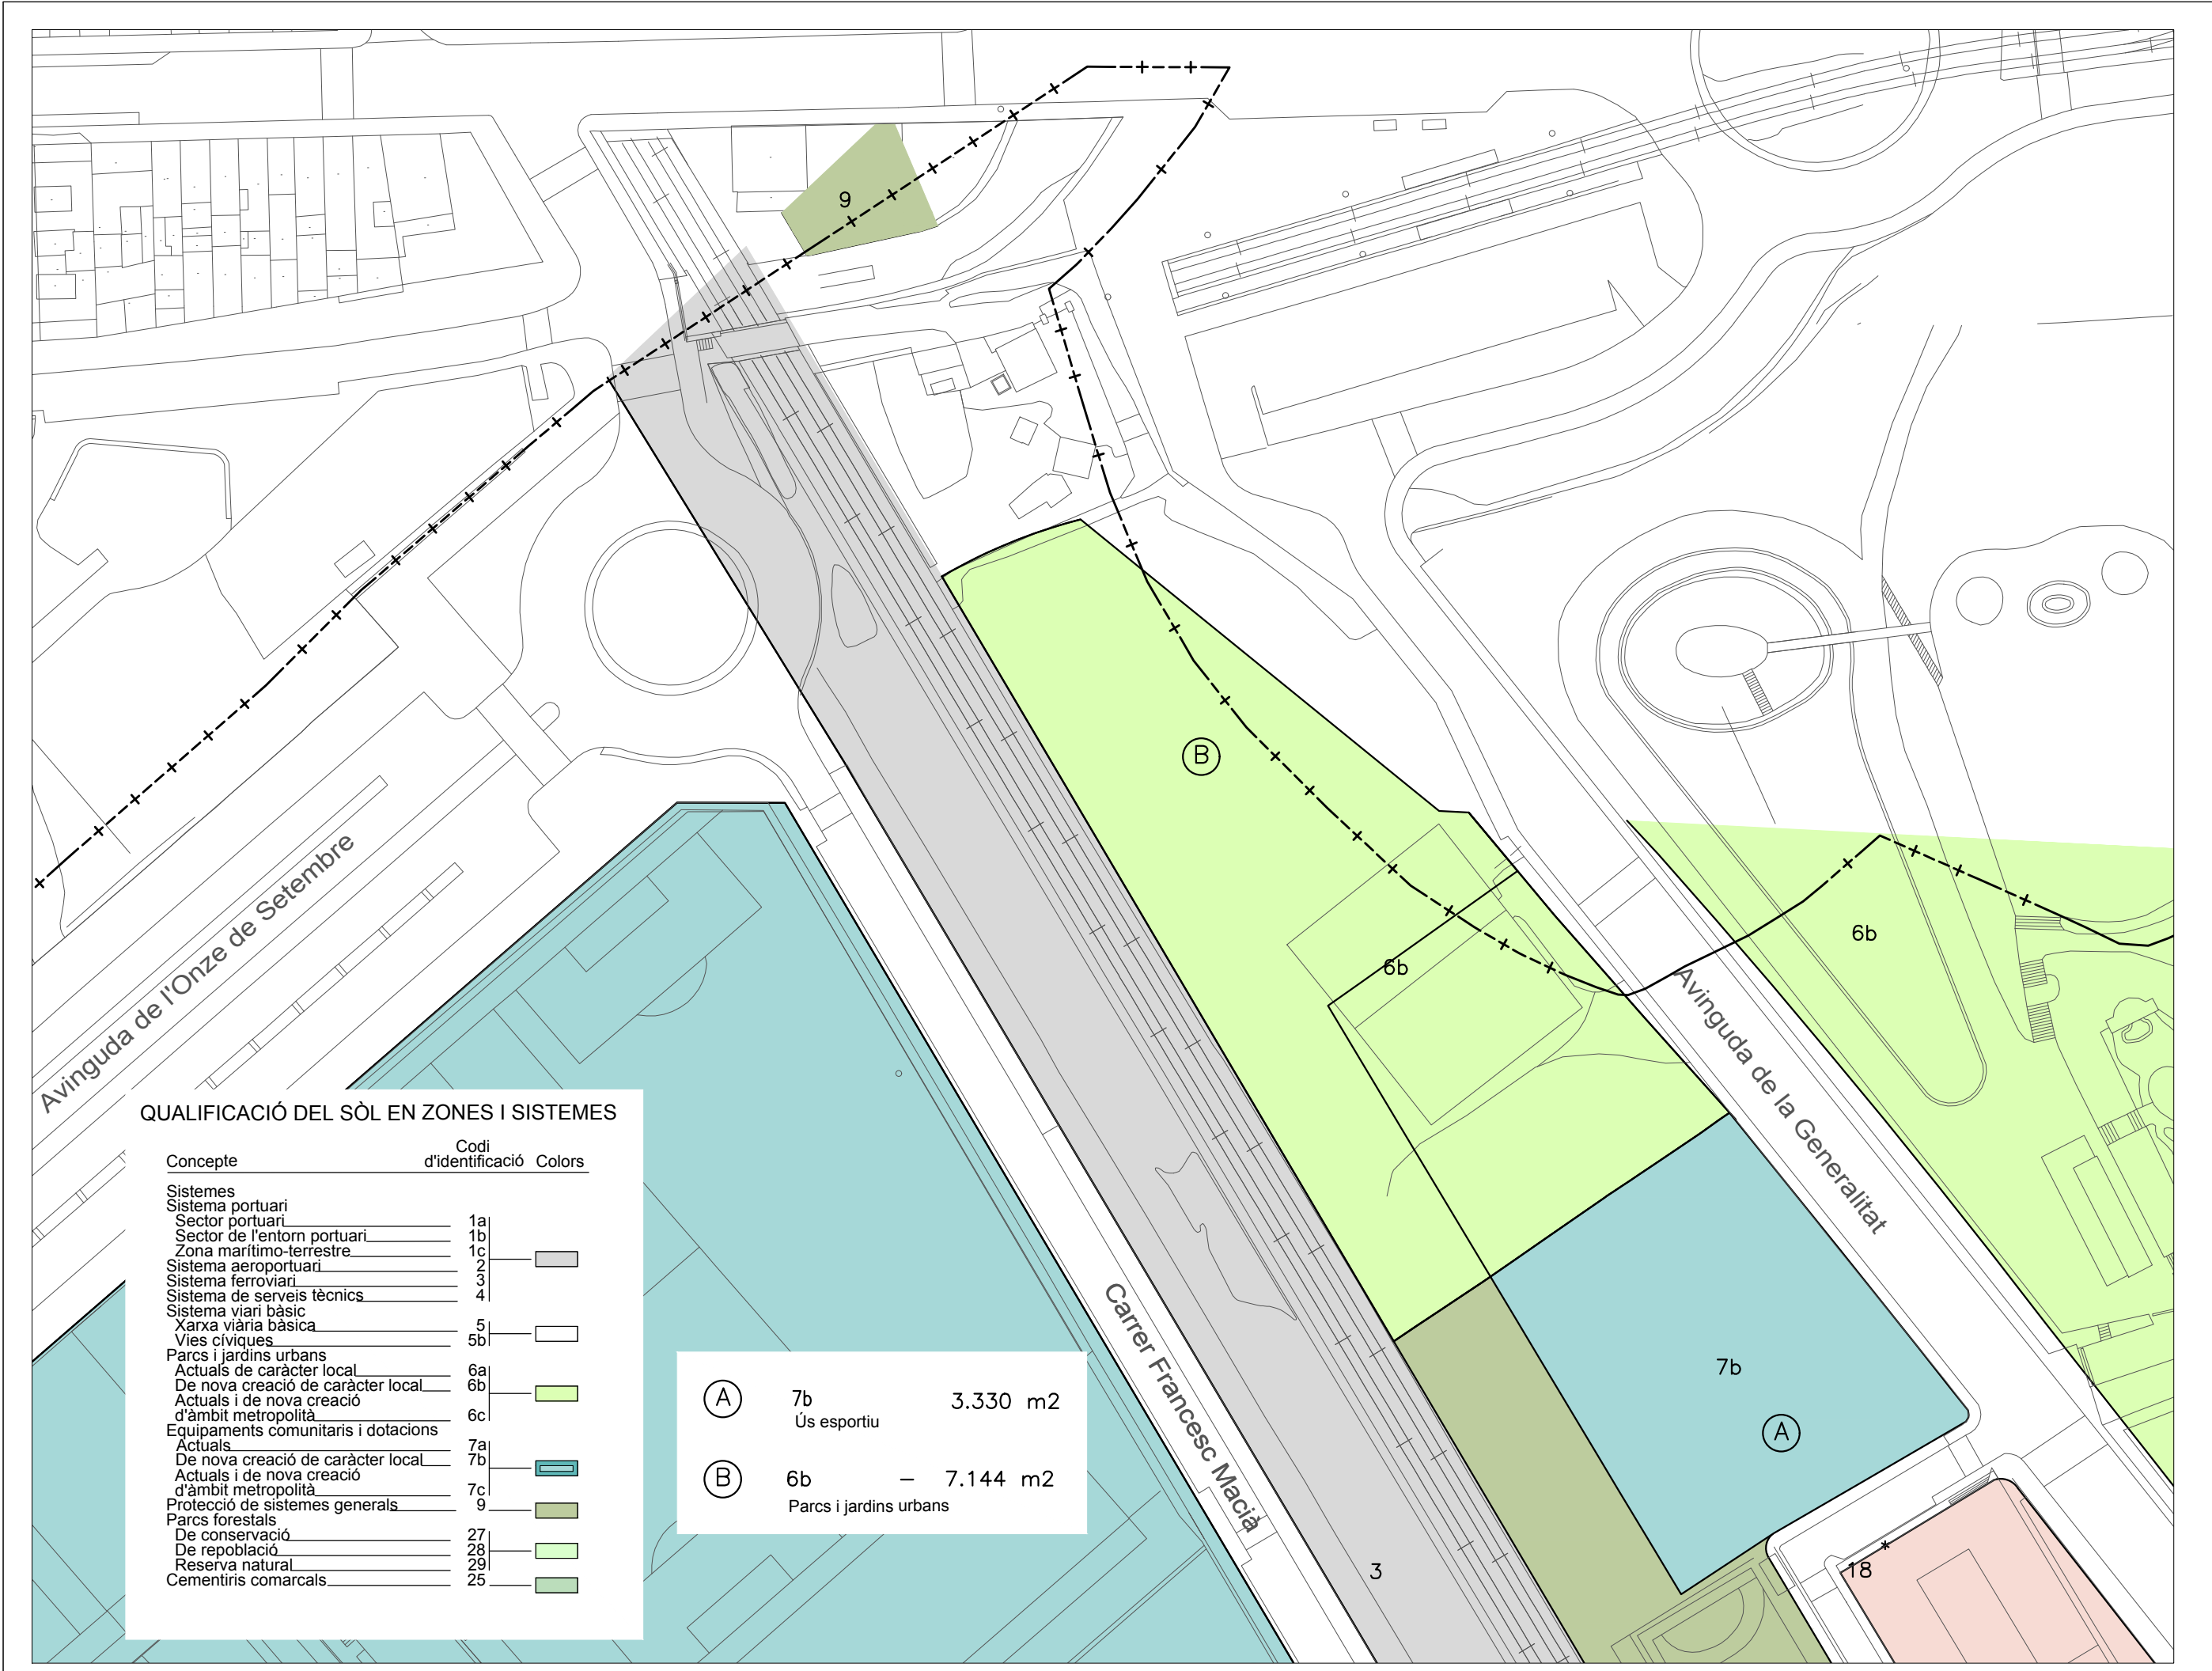 9
B
6b
6b
Avinguda de l'Onze de Setembre
Avinguda de la Generalitat
Carrer Francesc Macià
7b
A
3
18
*
QUALIFICACIÓ DEL SÒL EN ZONES I SISTEMES
Concepte Codi d'identificació Colors
Sistemes
Sistema portuari
Sector portuari 1a
Sector de l'entorn portuari 1b
Zona marítimo-terrestre 1c
Sistema aeroportuari 2
Sistema ferroviari 3
Sistema de serveis tècnics 4
Sistema viari bàsic
Xarxa viària bàsica 5
Vies cíviques 5b
Parcs i jardins urbans
Actuals de caràcter local 6a
De nova creació de caràcter local 6b
Actuals i de nova creació
d'àmbit metropolità 6c
Equipaments comunitaris i dotacions
Actuals 7a
De nova creació de caràcter local 7b
Actuals i de nova creació
d'àmbit metropolità 7c
Protecció de sistemes generals 9
Parcs forestals
De conservació 27
De repoblació 28
Reserva natural 29
Cementiris comarcals 25
A 7b 3.330 m2
Ús esportiu
B 6b – 7.144 m2
Parcs i jardins urbans